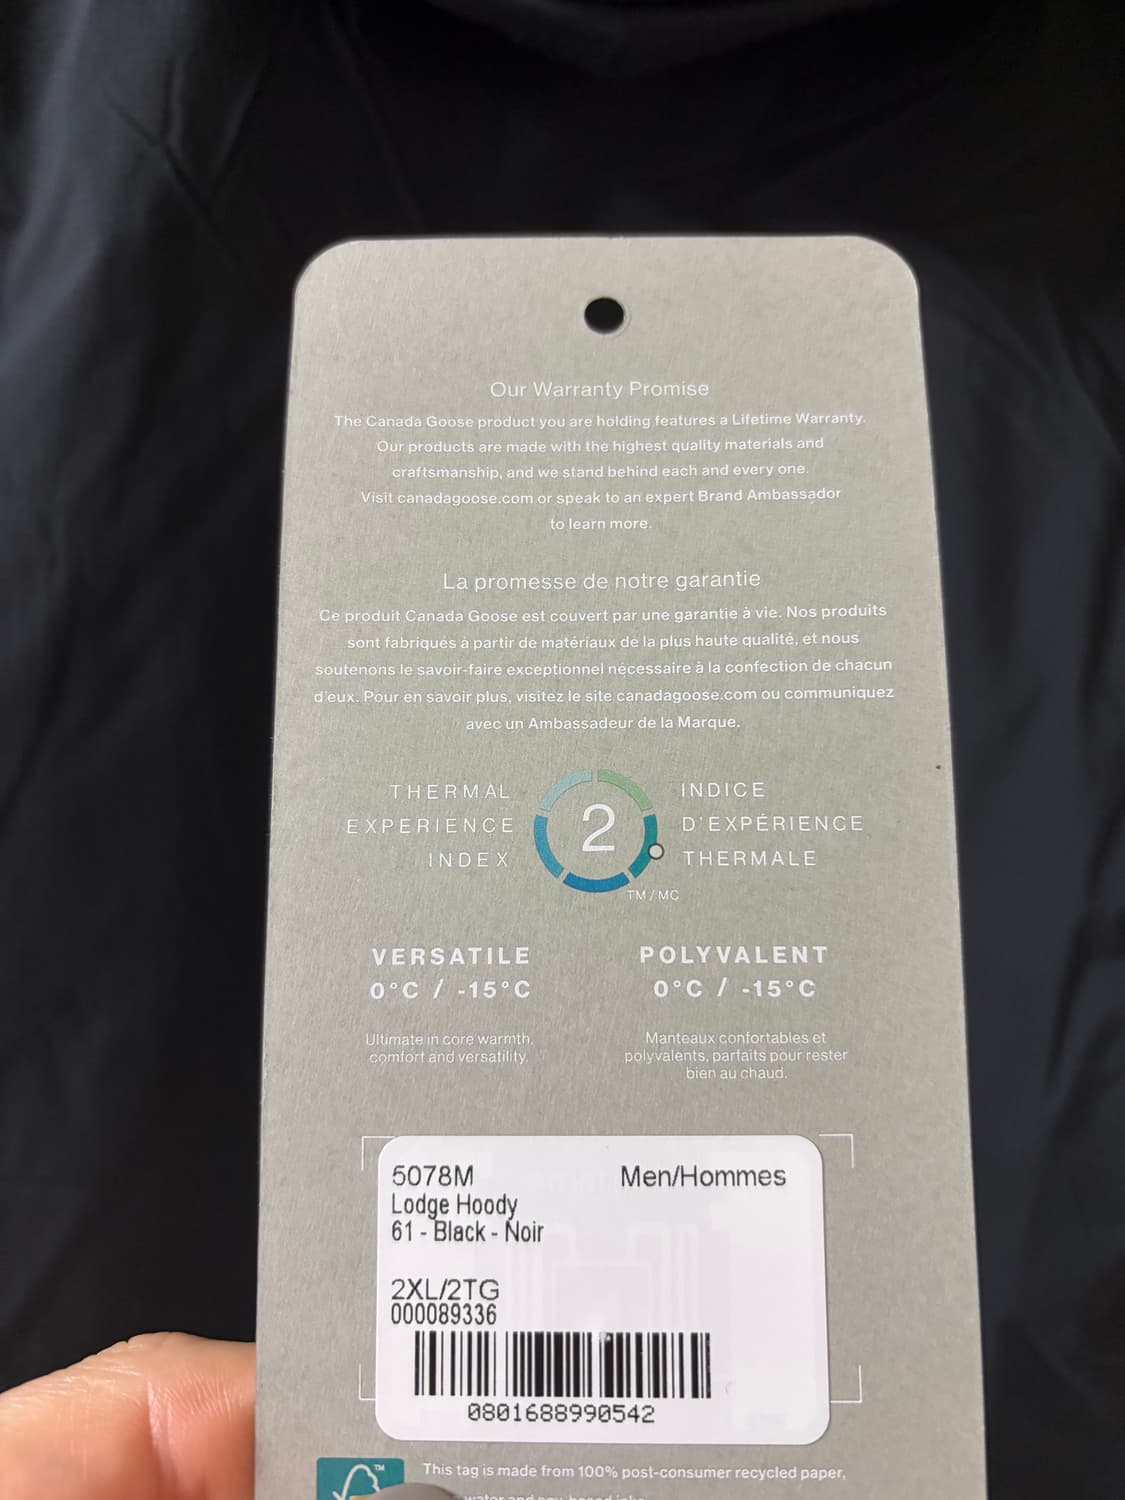 Our Warranty Promise
The Canada Goose product you are holding features a Lifetime Warranty.
Our products are made with the highest quality materials and
craftsmanship, and we stand behind each and every one.
Visit canadagoose.com or speak to an expert Brand Ambassador
to learn more.
La promesse de notre garantie
Ce produit Canada Goose est couvert par une garantie à vie. Nos produits
sont fabriqués à partir de matériaux de la plus haute qualité, et nous
soutenons le savoir-faire exceptionnel nécessaire à la confection de chacun
d'eux. Pour en savoir plus, visitez le site canadagoose.com ou communiquez
avec un Ambassadeur de la Marque.
THERMAL
EXPERIENCE
INDEX
2
INDICE
D'EXPÉRIENCE
THERMALE
TM / MC
VERSATILE
0°C / -15°C
Ultimate in core warmth,
comfort and versatility.
POLYVALENT
0°C / -15°C
Manteaux confortables et
polyvalents, parfaits pour rester
bien au chaud.
5078M Men/Hommes
Lodge Hoody
61 - Black - Noir
2XL/2TG
000089336
0801688990542
TM
This tag is made from 100% post-consumer recycled paper,
water and